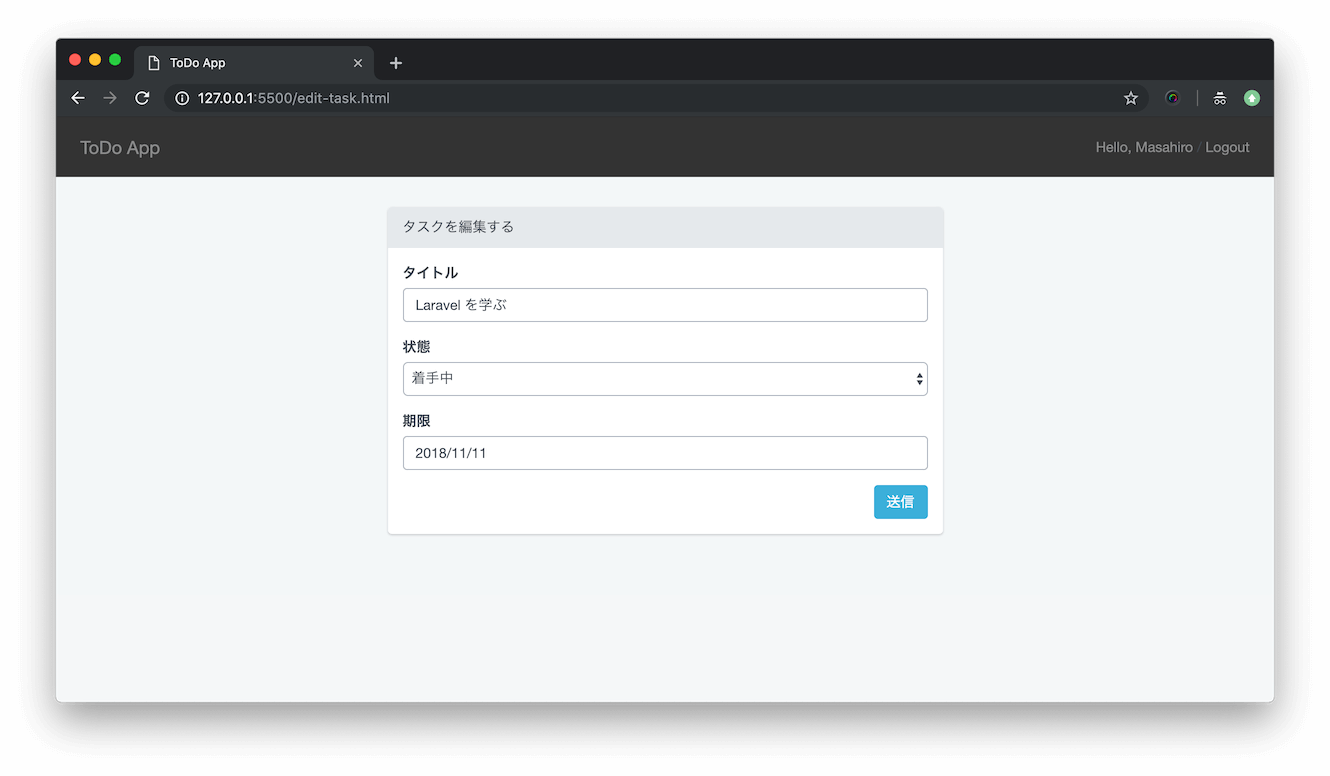 ToDo App
127.0.0.1:5500/edit-task.html
ToDo App
Hello, Masahiro / Logout
タスクを編集する
タイトル
Laravel を学ぶ
状態
着手中
期限
2018/11/11
送信